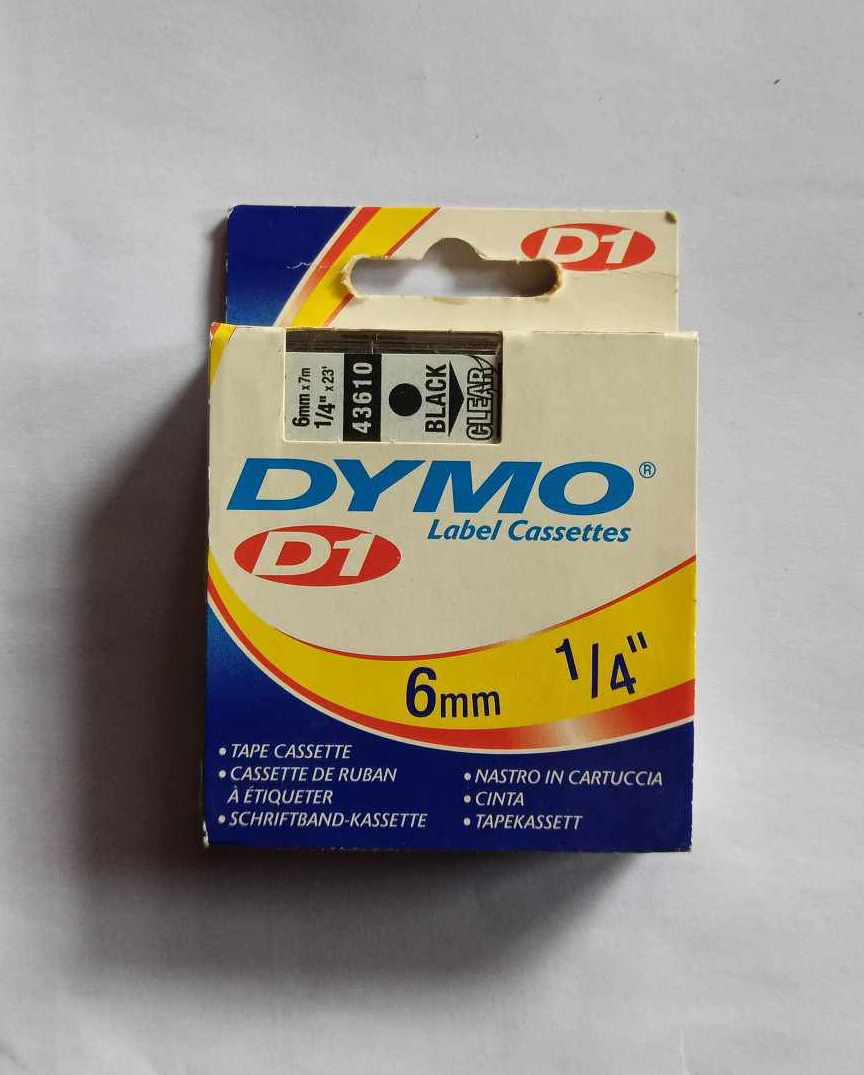 D1
6mm x 7m
1/4" x 23'
43610
BLACK
CLEAR
DYMO®
Label Cassettes
D1
6mm 1/4"
• TAPE CASSETTE
• CASSETTE DE RUBAN
À ÉTIQUETER
• SCHRIFTBAND-KASSETTE
• NASTRO IN CARTUCCIA
• CINTA
• TAPEKASSETT